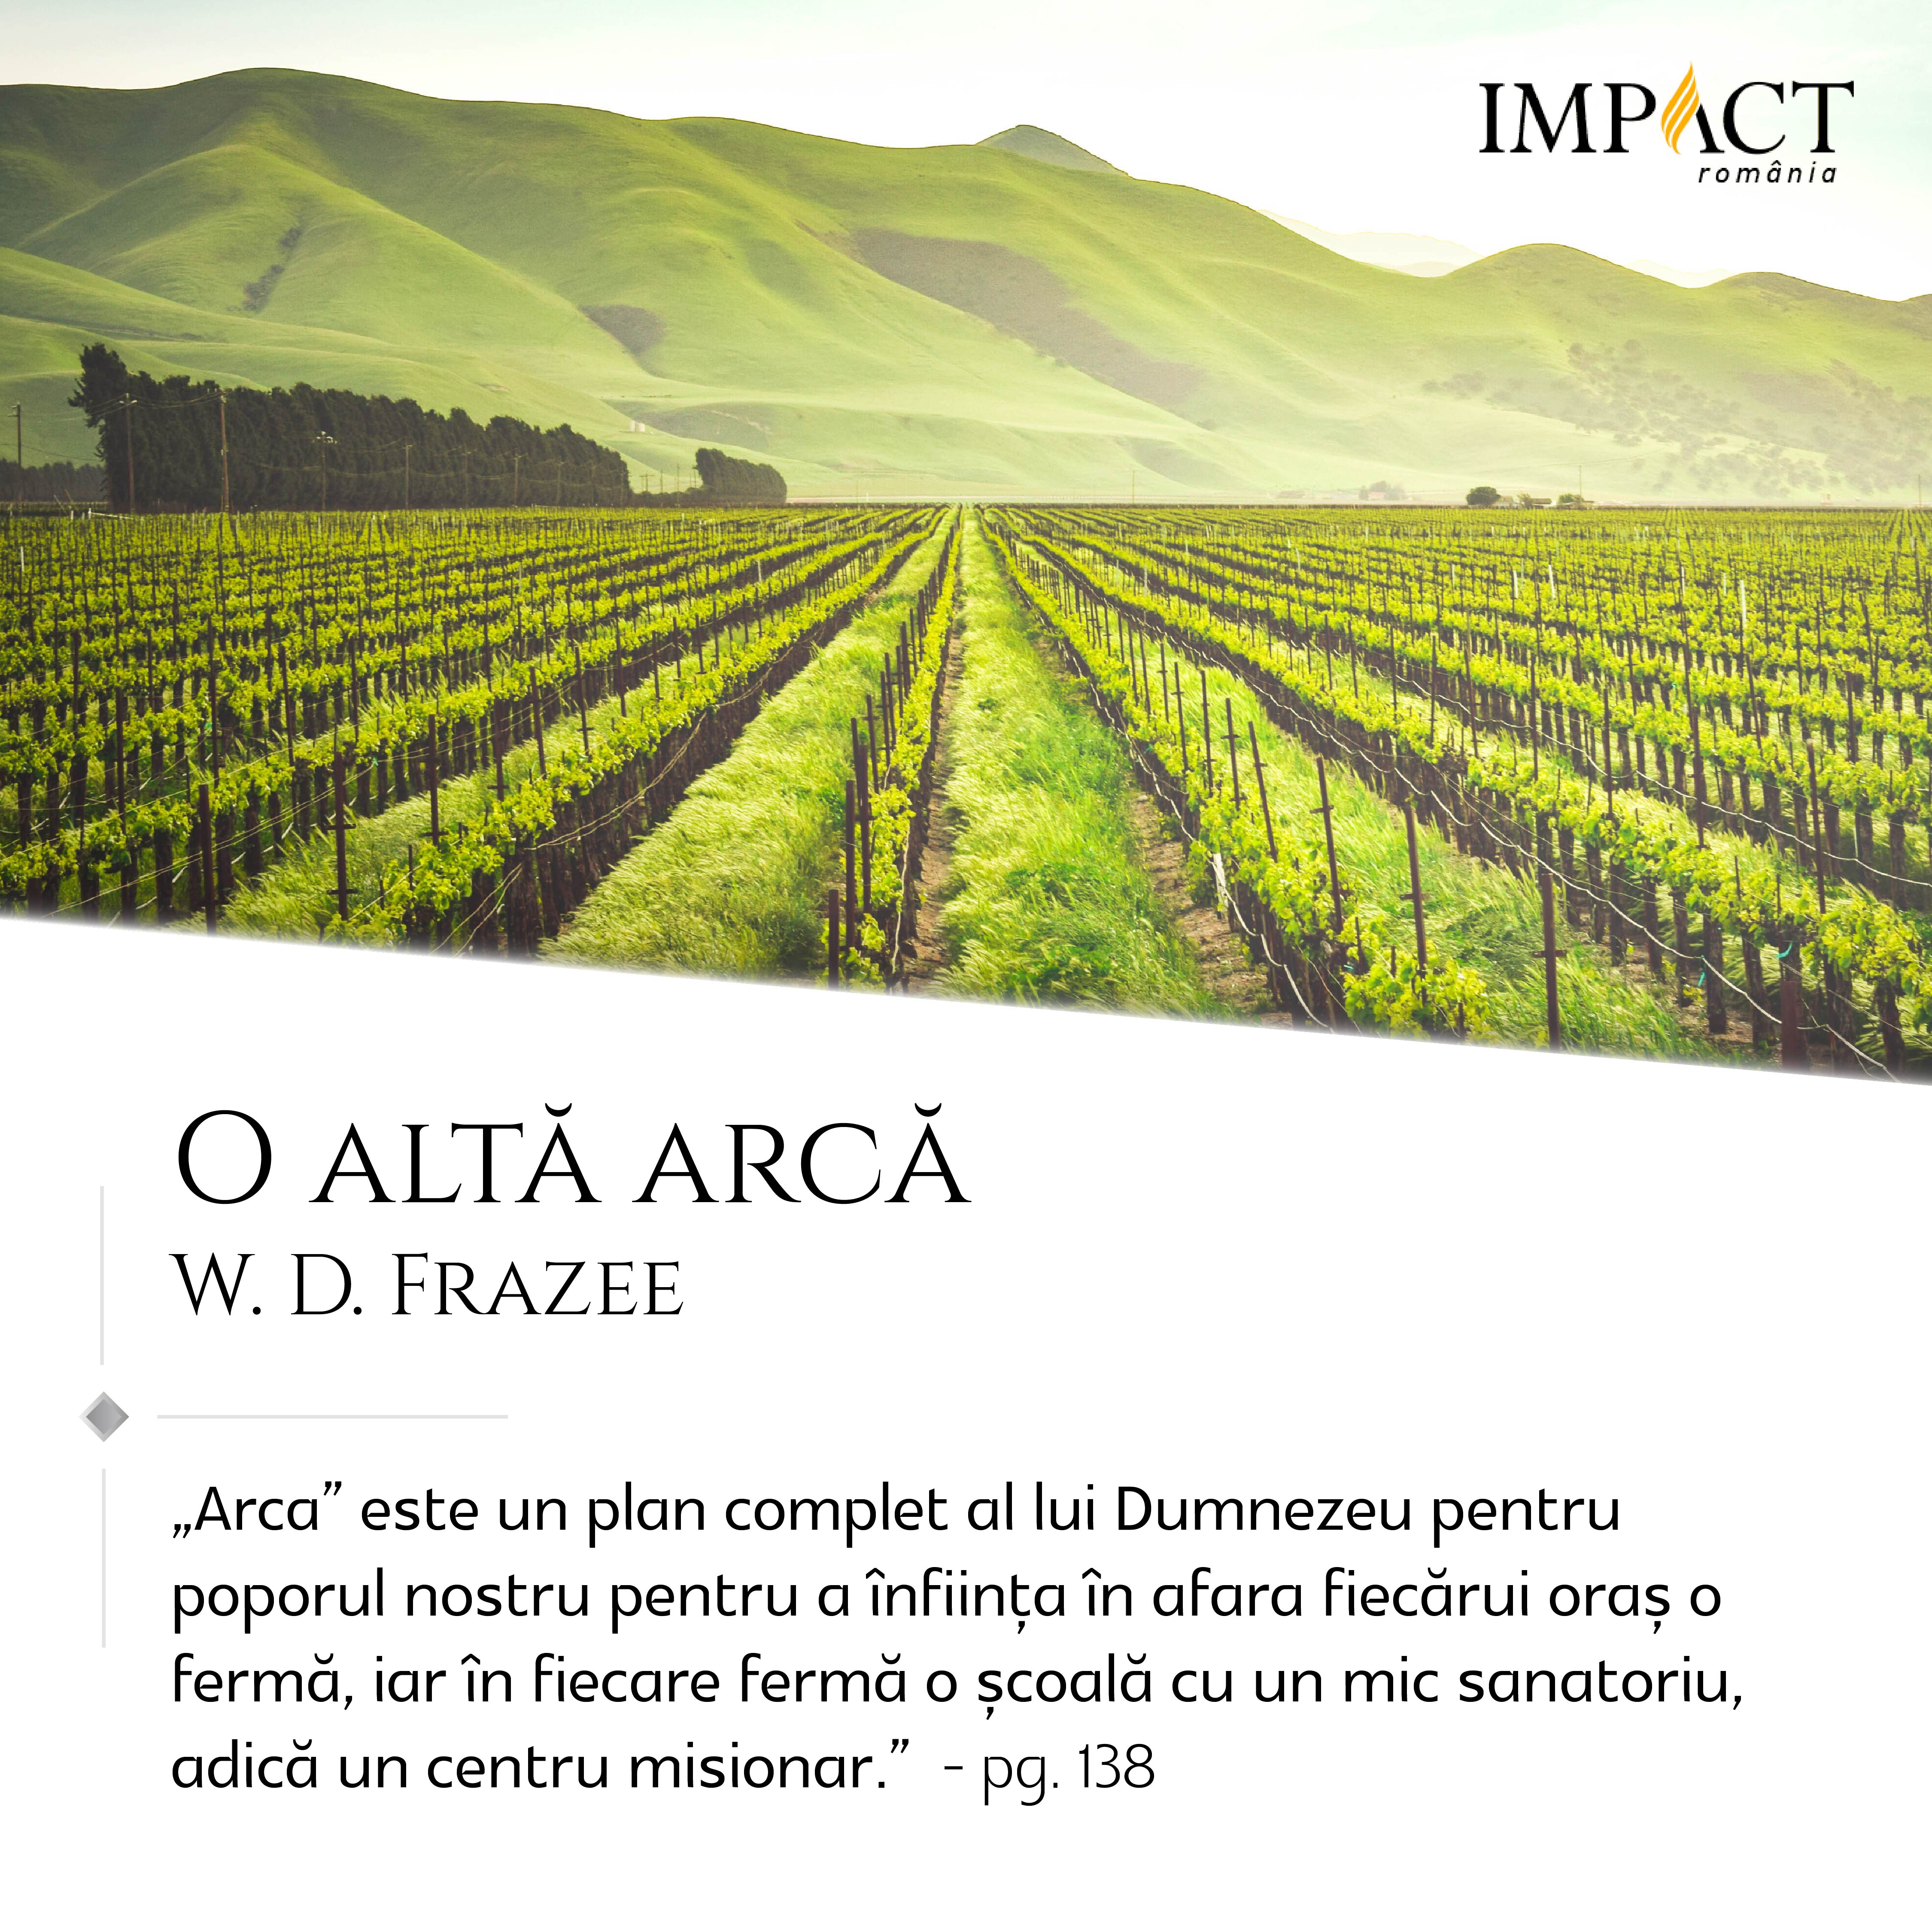 IMPACT
românia
O ALTĂ ARCĂ
W. D. FRAZEE
„Arca” este un plan complet al lui Dumnezeu pentru
poporul nostru pentru a înființa în afara fiecărui oraș o
fermă, iar în fiecare fermă o școală cu un mic sanatoriu,
adică un centru misionar.” - pg. 138